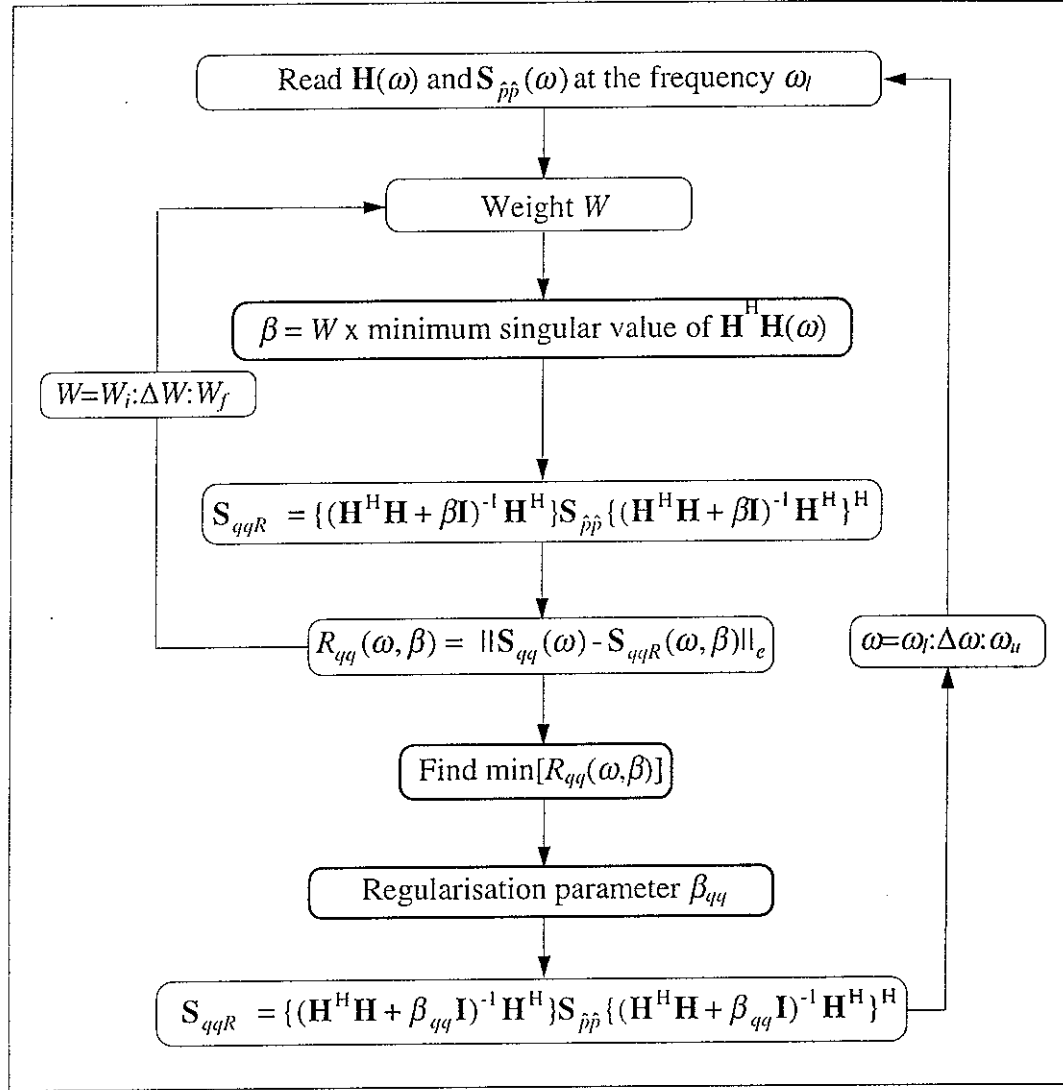 Read H(ω) and S_{p̂p̂}(ω) at the frequency ω_l
Weight W
β = W x minimum singular value of H^H H(ω)
W=W_i:ΔW:W_f
S_{qqR} = {(H^H H + βI)^{-1} H^H}S_{p̂p̂}{(H^H H + βI)^{-1} H^H}^H
R_{qq}(ω, β) = ||S_{qq}(ω) - S_{qqR}(ω, β)||_e
ω=ω_l:Δω:ω_u
Find min[R_{qq}(ω,β)]
Regularisation parameter β_{qq}
S_{qqR} = {(H^H H + β_{qq}I)^{-1} H^H}S_{p̂p̂}{(H^H H + β_{qq}I)^{-1} H^H}^H